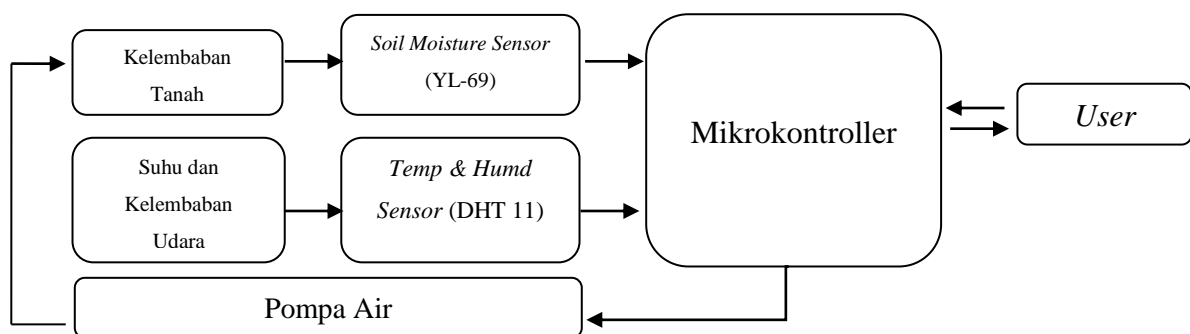 Kelembaban
Tanah
Soil Moisture Sensor
(YL-69)
Mikrokontroller
User
Suhu dan
Kelembaban
Udara
Temp & Humd
Sensor (DHT 11)
Pompa Air